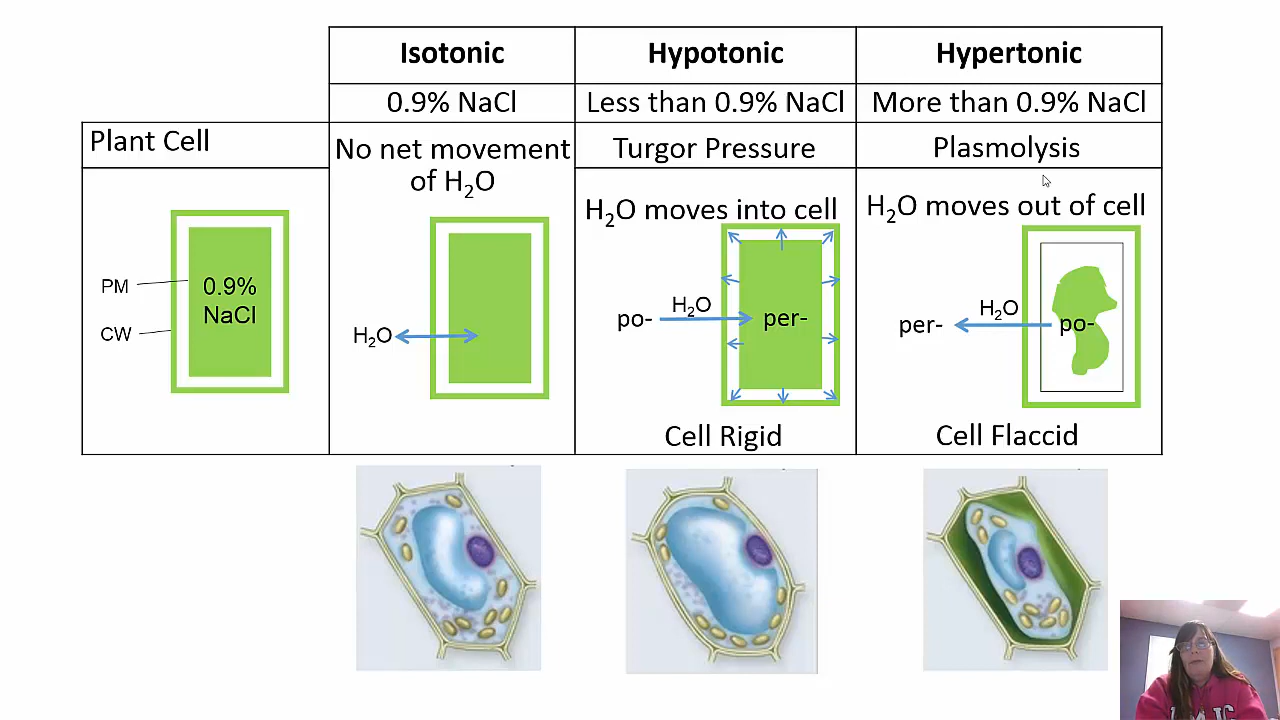 Isotonic
Hypotonic
Hypertonic
0.9% NaCl
Less than 0.9% NaCl
More than 0.9% NaCl
Plant Cell
No net movement
of H₂O
Turgor Pressure
Plasmolysis
H₂O moves into cell
H₂O moves out of cell
PM
CW
0.9%
NaCl
H₂O
po-
H₂O
per-
per-
H₂O
po-
Cell Rigid
Cell Flaccid